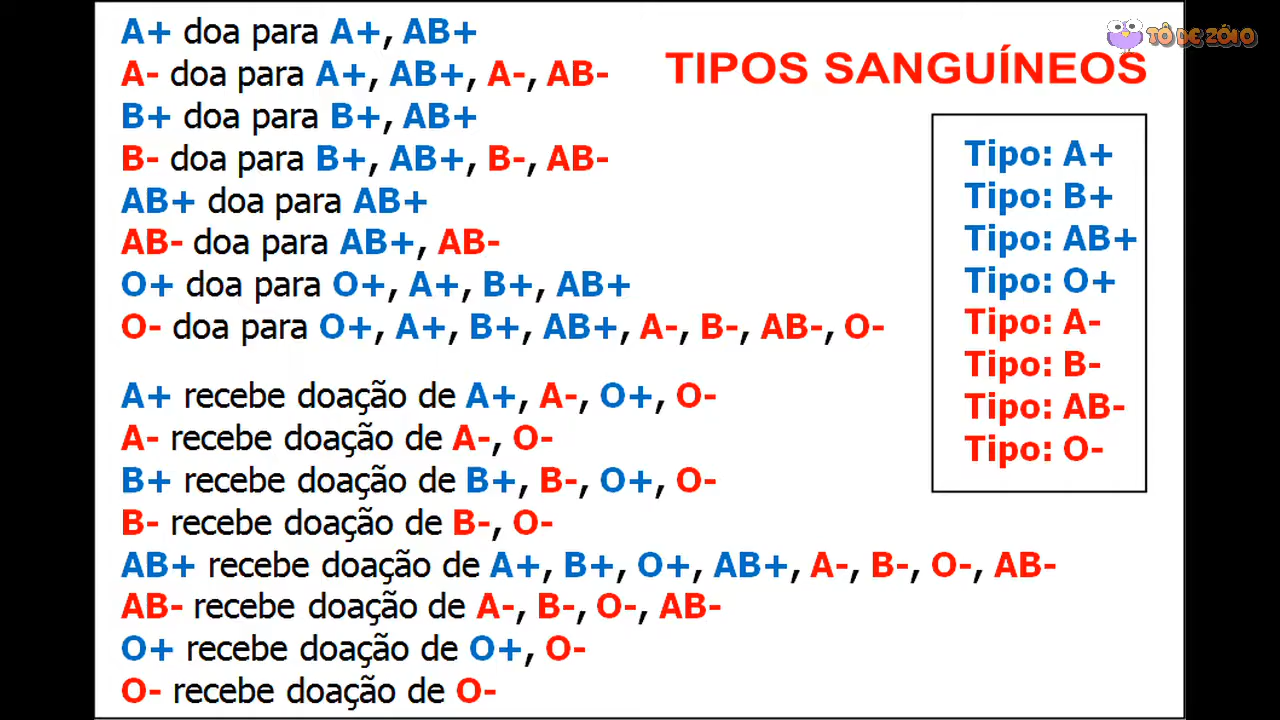 A+ doa para A+, AB+
A- doa para A+, AB+, A-, AB-
B+ doa para B+, AB+
B- doa para B+, AB+, B-, AB-
AB+ doa para AB+
AB- doa para AB+, AB-
O+ doa para O+, A+, B+, AB+
O- doa para O+, A+, B+, AB+, A-, B-, AB-, O-
A+ recebe doação de A+, A-, O+, O-
A- recebe doação de A-, O-
B+ recebe doação de B+, B-, O+, O-
B- recebe doação de B-, O-
AB+ recebe doação de A+, B+, O+, AB+, A-, B-, O-, AB-
AB- recebe doação de A-, B-, O-, AB-
O+ recebe doação de O+, O-
O- recebe doação de O-
TÔ DE ZÓIO
TIPOS SANGUÍNEOS
Tipo: A+
Tipo: B+
Tipo: AB+
Tipo: O+
Tipo: A-
Tipo: B-
Tipo: AB-
Tipo: O-